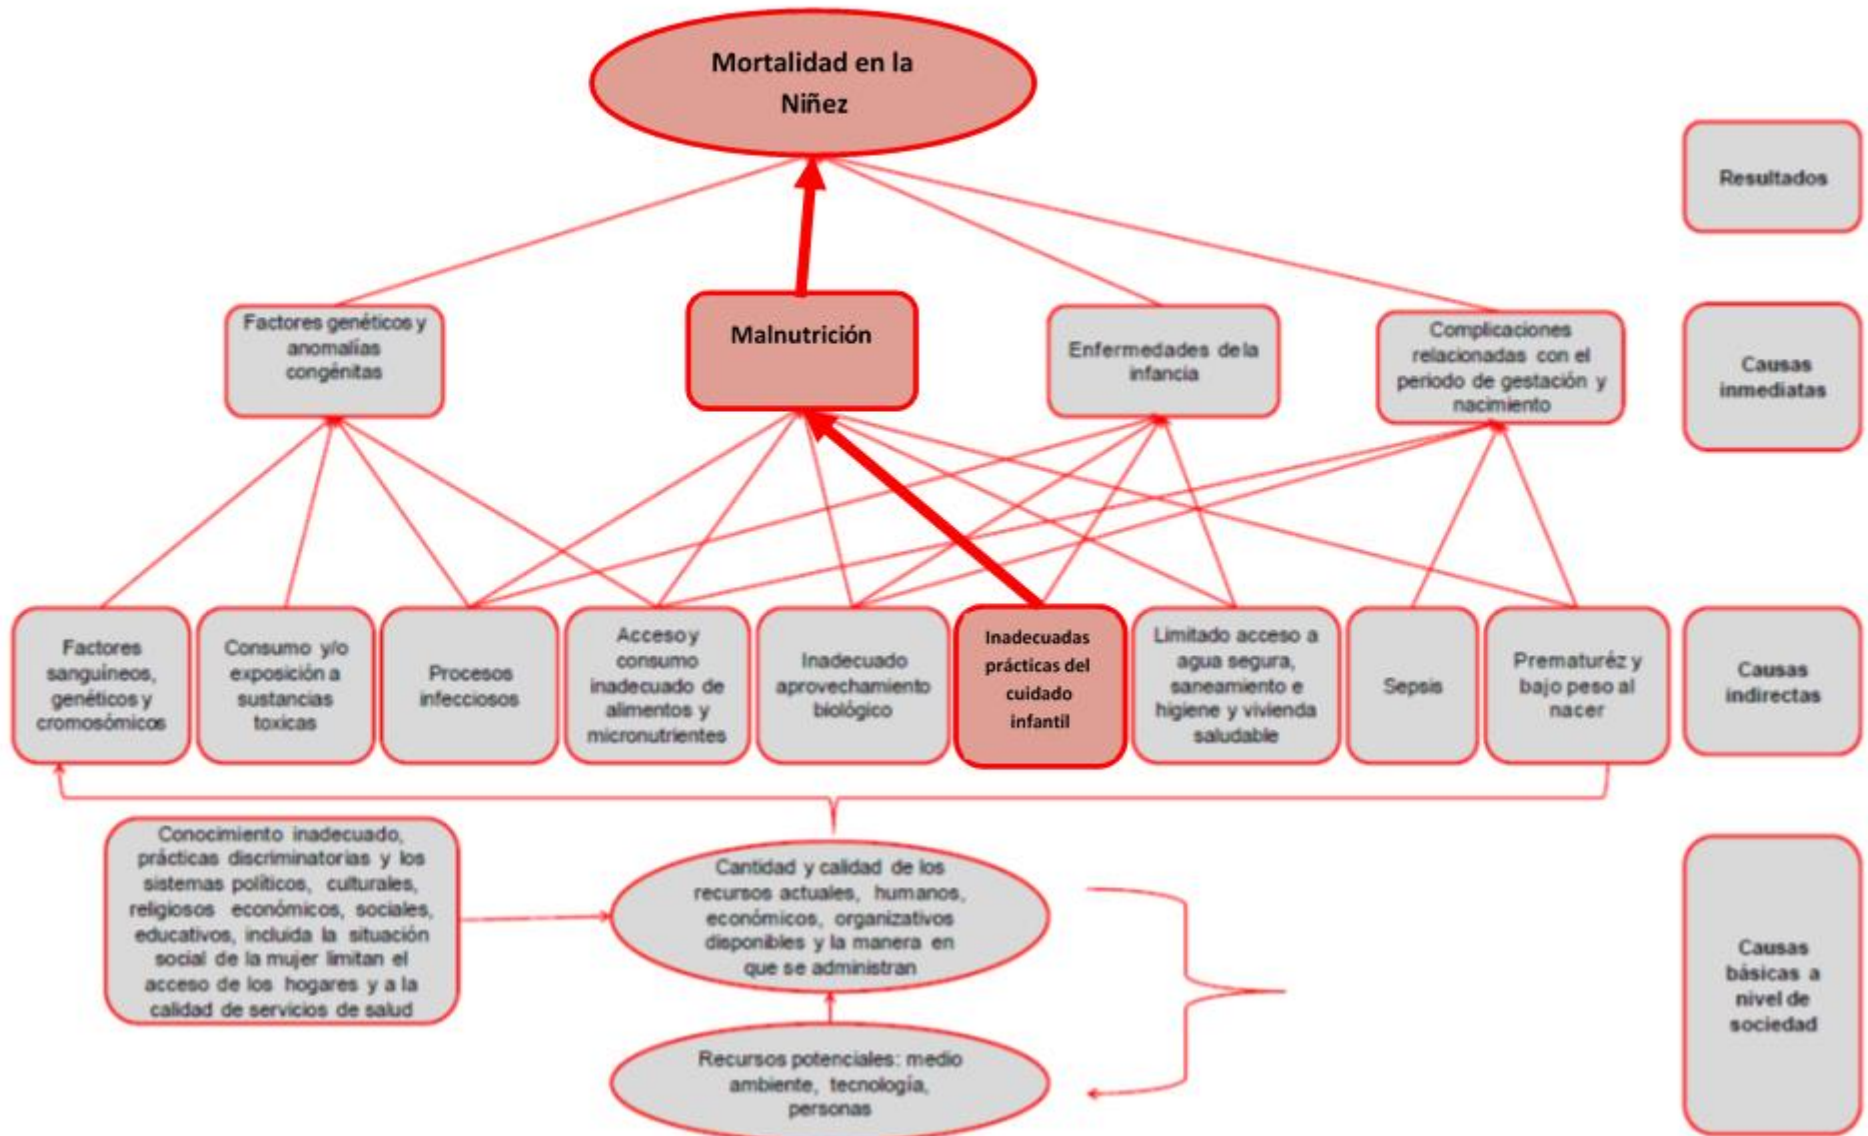 Mortalidad en la
Niñez
Resultados
Factores genéticos y
anomalías
congénitas
Malnutrición
Enfermedades de la
infancia
Complicaciones
relacionadas con el
periodo de gestación y
nacimiento
Causas
inmediatas
Factores
sanguíneos,
genéticos y
cromosómicos
Consumo y/o
exposición a
sustancias
toxicas
Procesos
infecciosos
Acceso y
consumo
inadecuado de
alimentos y
micronutrientes
Inadecuado
aprovechamiento
biológico
Inadecuadas
prácticas del
cuidado
infantil
Limitado acceso a
agua segura,
saneamiento e
higiene y vivienda
saludable
Sepsis
Prematuréz y
bajo peso al
nacer
Causas
indirectas
Conocimiento inadecuado,
prácticas discriminatorias y los
sistemas políticos, culturales,
religiosos económicos, sociales,
educativos, incluida la situación
social de la mujer limitan el
acceso de los hogares y a la
calidad de servicios de salud
Cantidad y calidad de los
recursos actuales, humanos,
económicos, organizativos
disponibles y la manera en
que se administran
Recursos potenciales: medio
ambiente, tecnología,
personas
Causas
básicas a
nivel de
sociedad